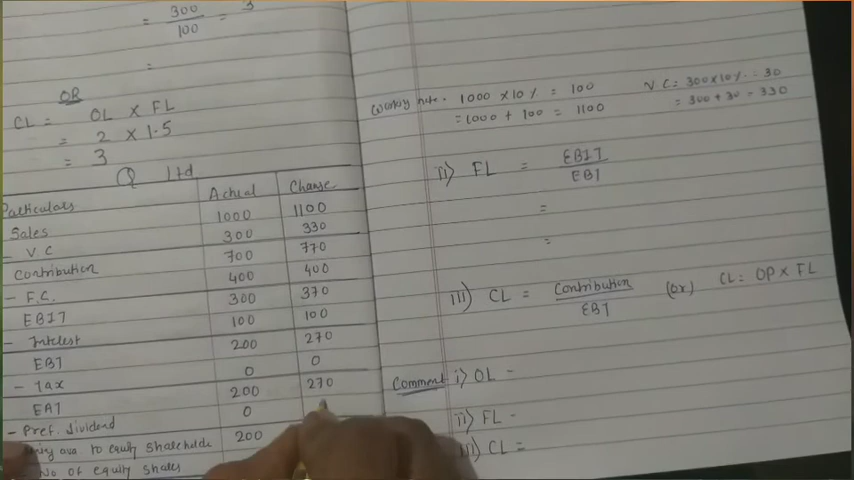 = 300 / 100 = 3
=
OR
CL = OL X FL
= 2 X 1.5
= 3
Q Ltd
Particulars Actual Change
Sales 1000 1100
- V C 300 330
Contribution 700 770
- F.C. 400 400
EBIT 300 370
- Interest 100 100
EBT 200 270
- Tax 0 0
EAT 200 270
- Pref. dividend 0
ava. to equity shareholde 200
No of equity shares
Working note - 1000 X 10 % = 100
= 1000 + 100 = 1100
V C = 300 X 10 % = 30
= 300 + 30 = 330
ii) FL = EBIT / EBT
=
=
iii) CL = Contribution / EBT (or) CL = OP X FL
Comment i) OL -
ii) FL -
iii) CL =